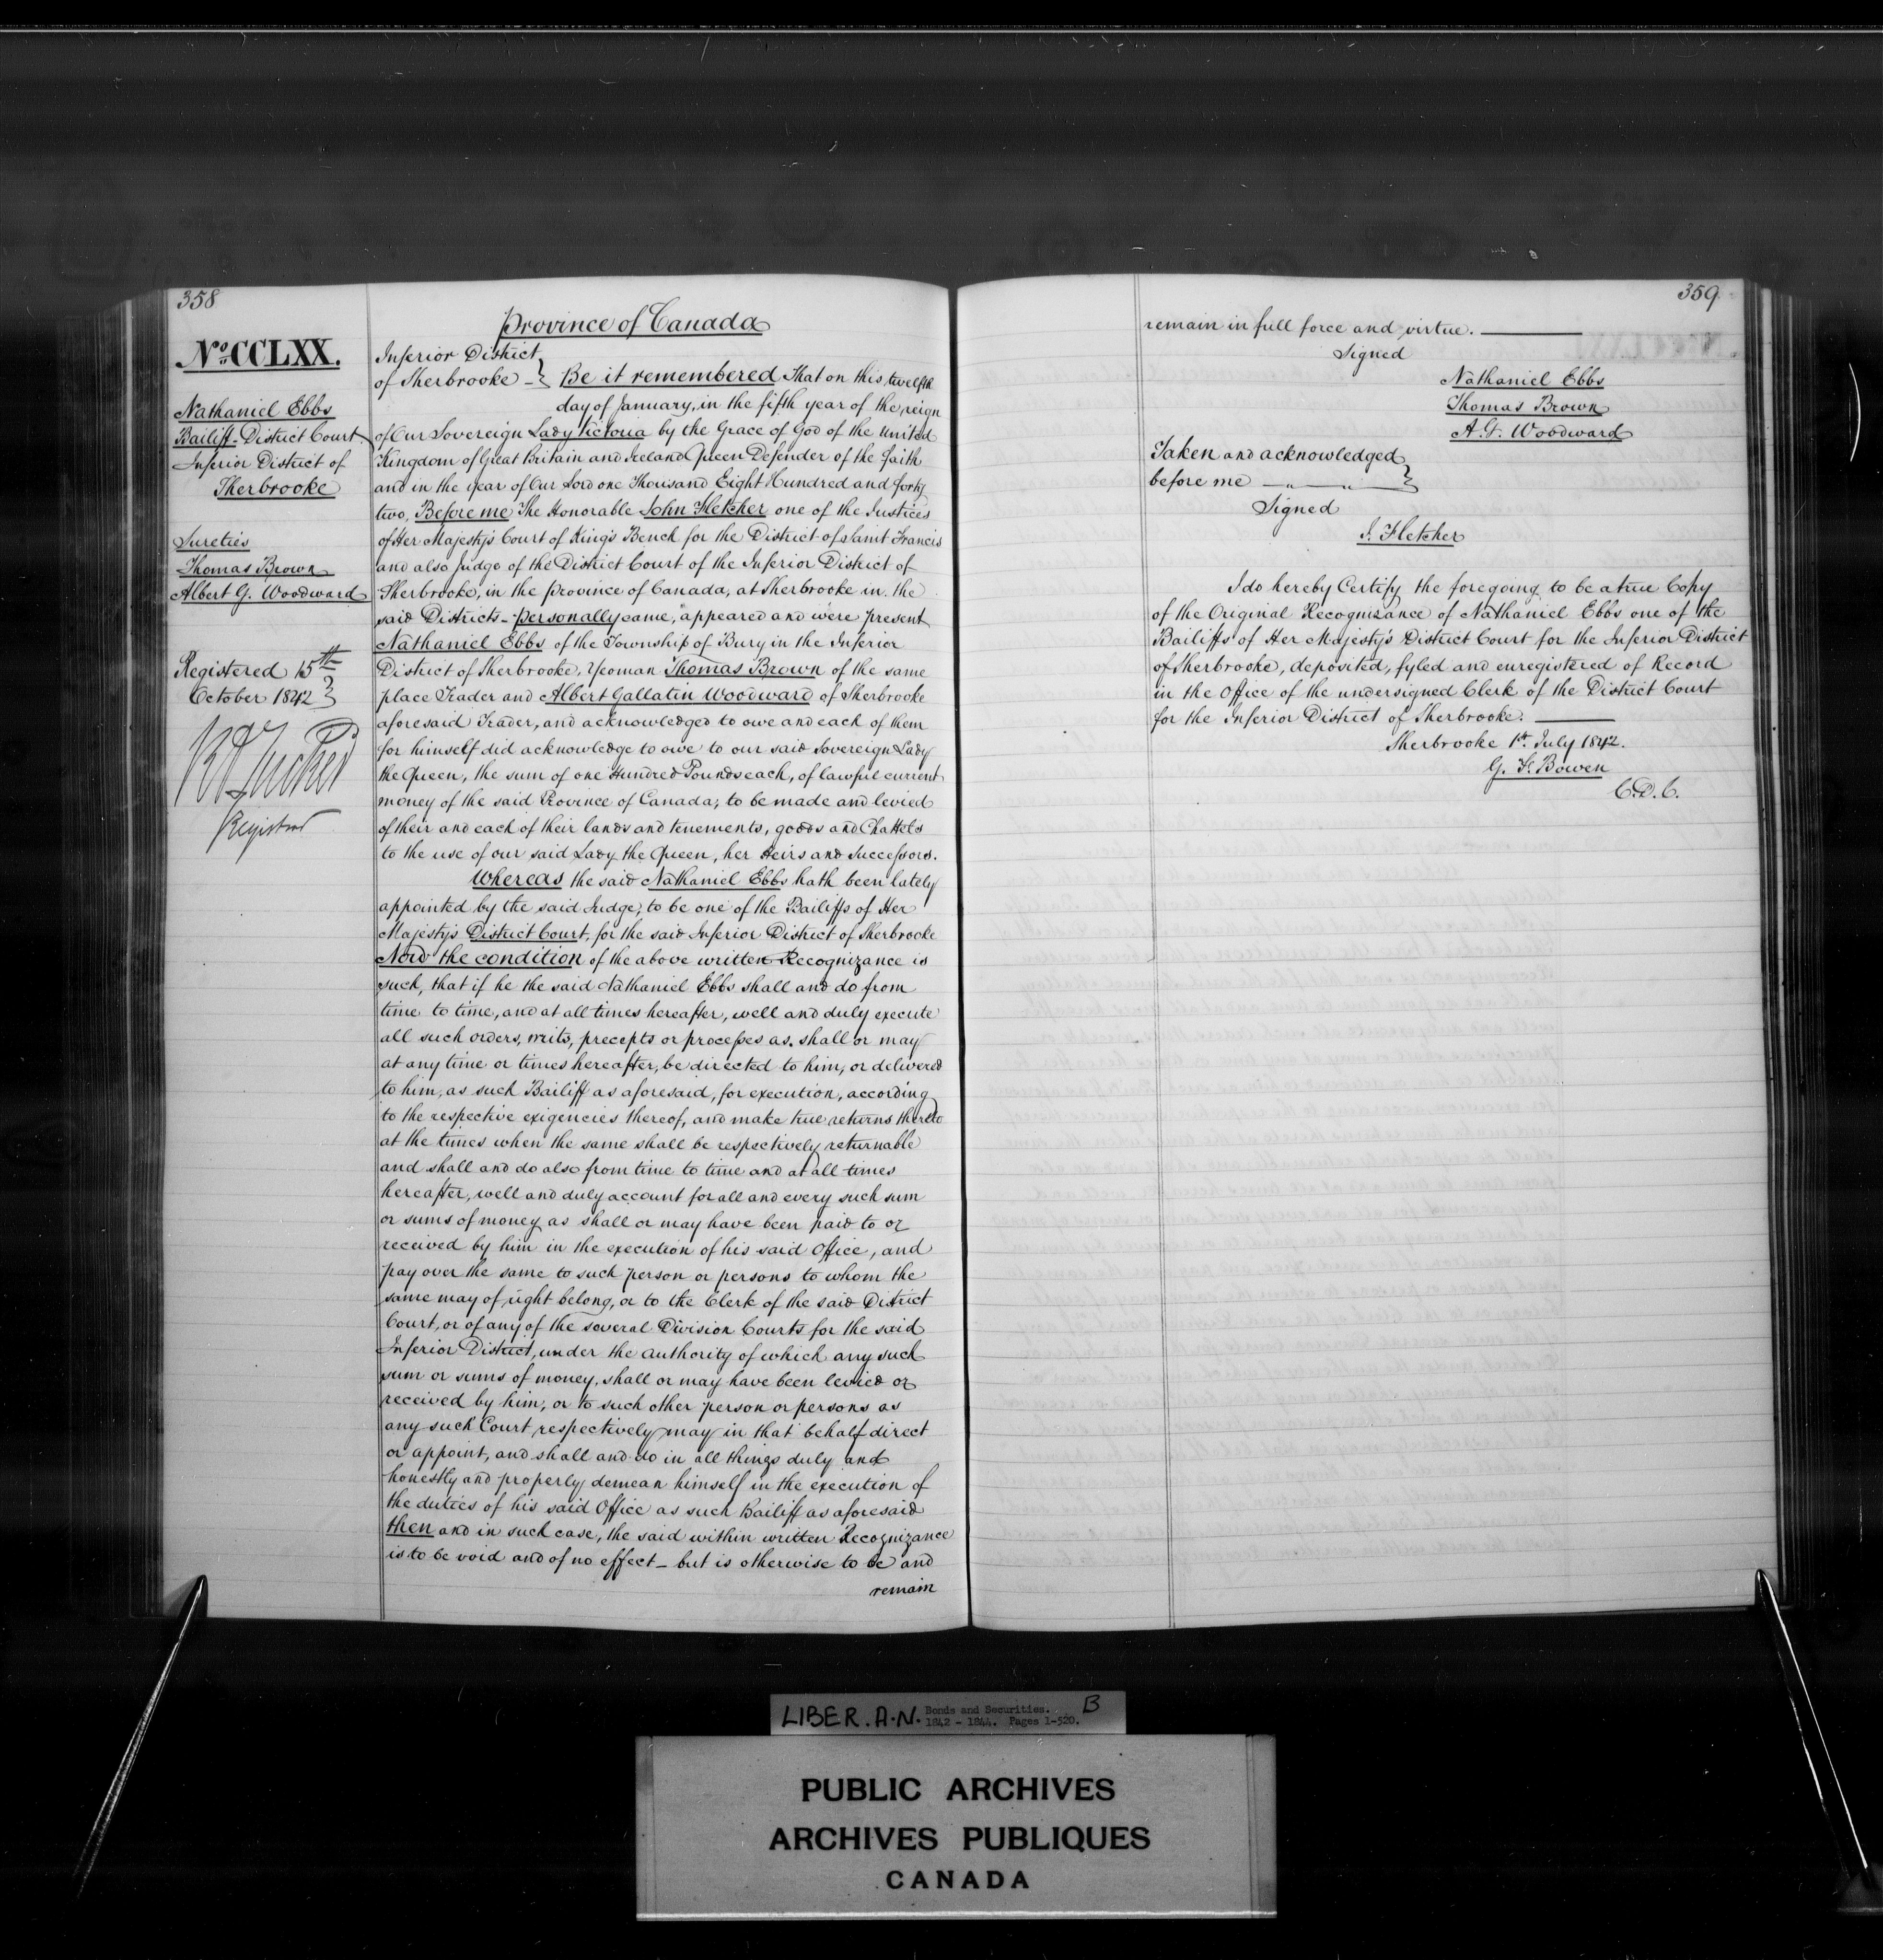 358
No. CCLXX.
Nathaniel Ebbs
Bailiff - District Court
Inferior District of
Sherbrooke
Sureties
Thomas Brown
Albert G. Woodward
Registered 15th
October 1842
R A Tucker
Registrar
Province of Canada
Inferior District
of Sherbrooke - } Be it remembered That on this twelfth
day of January, in the fifth year of the reign
of Our Sovereign Lady Victoria by the Grace of God of the United
Kingdom of Great Britain and Ireland Queen Defender of the Faith
and in the year of Our Lord one Thousand Eight Hundred and forty
two, Before me The Honorable John Fletcher one of the Justices
of Her Majesty's Court of King's Bench for the District of Saint Francis
and also Judge of the District Court of the Inferior District of
Sherbrooke, in the Province of Canada, at Sherbrooke in the
said Districts - Personally came, appeared and were present
Nathaniel Ebbs of the Township of Bury in the Inferior
District of Sherbrooke, Yeoman Thomas Brown of the same
place Trader and Albert Gallatin Woodward of Sherbrooke
aforesaid Trader, and acknowledged to owe and each of them
for himself did acknowledge to owe to our said Sovereign Lady
the Queen, the sum of one Hundred Pounds each, of lawful current
money of the said Province of Canada, to be made and levied
of their and each of their lands and tenements, goods and Chattels
to the use of our said Lady the Queen, her Heirs and Successors.
Whereas the said Nathaniel Ebbs hath been lately
appointed by the said Judge, to be one of the Bailiffs of Her
Majesty's District Court, for the said Inferior District of Sherbrooke
Now the condition of the above written Recognizance is
such, that if he the said Nathaniel Ebbs shall and do from
time to time, and at all times hereafter, well and duly execute
all such orders, writs, precepts or processes as shall or may
at any time or times hereafter, be directed to him, or delivered
to him, as such Bailiff as aforesaid, for execution, according
to the respective exigencies thereof, and make true returns thereto
at the times when the same shall be respectively returnable
and shall and do also from time to time and at all times
hereafter, well and duly account for all and every such sum
or sums of money as shall or may have been paid to or
received by him in the execution of his said Office, and
pay over the same to such person or persons to whom the
same may of right belong, or to the Clerk of the said District
Court, or of any of the several Division Courts for the said
Inferior District, under the authority of which any such
sum or sums of money, shall or may have been levied or
received by him, or to such other person or persons as
any such Court respectively may in that behalf direct
or appoint, and shall and do in all things duly and
honestly and properly demean himself in the execution of
the duties of his said Office as such Bailiff as aforesaid
then and in such case, the said within written Recognizance
is to be void and of no effect - but is otherwise to be and
remain
359
remain in full force and virtue.
Signed
Nathaniel Ebbs
Thomas Brown
A. G. Woodward
Taken and acknowledged
before me — " — " }
Signed
J. Fletcher
I do hereby Certify the foregoing to be a true Copy
of the Original Recognizance of Nathaniel Ebbs one of the
Bailiffs of Her Majesty's District Court for the Inferior District
of Sherbrooke, deposited, fyled and enregistered of Record
in the Office of the undersigned Clerk of the District Court
for the Inferior District of Sherbrooke.
Sherbrooke 1st July 1842.
G. F. Bowen
C.D.C.
LIBER. A.N. Bonds and Securities. B
1842 - 1844. Pages 1-520.
PUBLIC ARCHIVES
ARCHIVES PUBLIQUES
CANADA